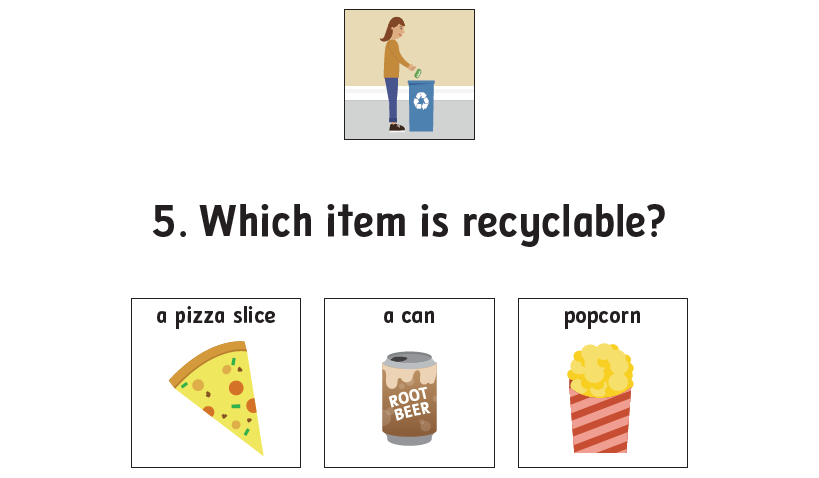 5. Which item is recyclable?
a pizza slice
a can
popcorn
ROOT
BEER